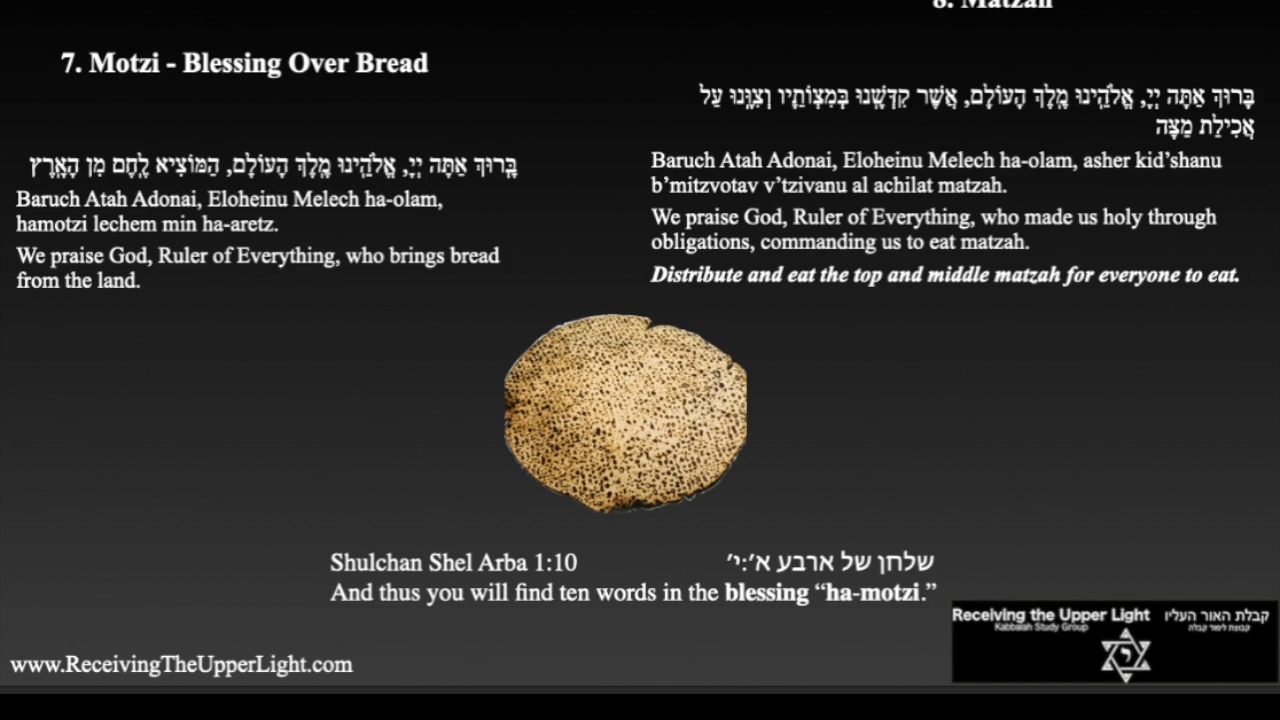 8. Matzah
7. Motzi - Blessing Over Bread
בָּרוּךְ אַתָּה יְיָ, אֱלֹהֵֽינוּ מֶֽלֶךְ הָעוֹלָם, הַמּוֹצִיא לֶֽחֶם מִן הָאָֽרֶץ
Baruch Atah Adonai, Eloheinu Melech ha-olam,
hamotzi lechem min ha-aretz.
We praise God, Ruler of Everything, who brings bread
from the land.
בָּרוּךְ אַתָּה יְיָ, אֱלֹהֵֽינוּ מֶֽלֶךְ הָעוֹלָם, אֲשֶׁר קִדְּשָֽׁנוּ בְּמִצְוֹתָיו וְצִוָּֽנוּ עַל
אֲכִילַת מַצָּה
Baruch Atah Adonai, Eloheinu Melech ha-olam, asher kid’shanu
b’mitzvotav v’tzivanu al achilat matzah.
We praise God, Ruler of Everything, who made us holy through
obligations, commanding us to eat matzah.
Distribute and eat the top and middle matzah for everyone to eat.
Shulchan Shel Arba 1:10 שלחן של ארבע א׳:י׳
And thus you will find ten words in the blessing “ha-motzi.”
www.ReceivingTheUpperLight.com
Receiving the Upper Light קבלת האור העליו
Kabbalah Study Group קבוצת לימוד קבלה
י